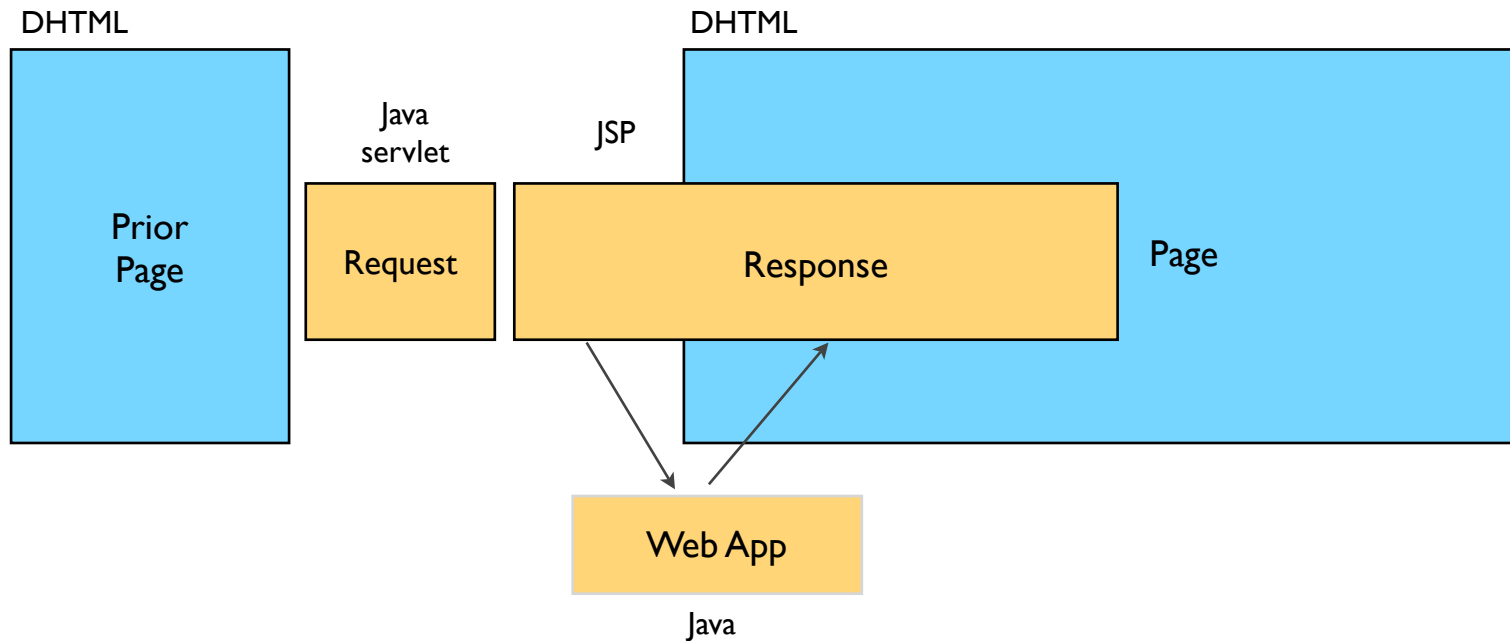 DHTML
DHTML
Java
servlet
JSP
Prior
Page
Request
Response
Page
Web App
Java